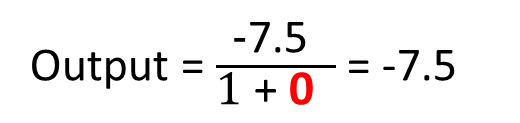 Output = -7.5 / 1 + 0 = -7.5